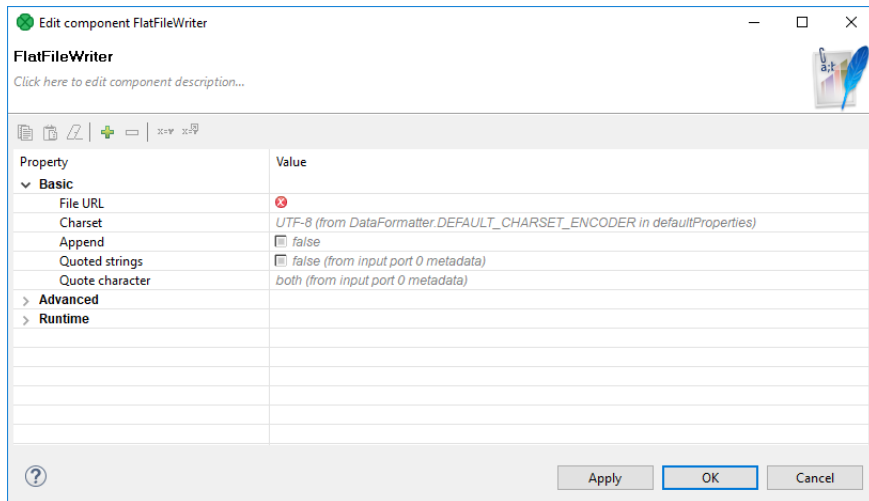 Edit component FlatFileWriter
FlatFileWriter
Click here to edit component description...
a;b
Property Value
Basic
File URL
Charset UTF-8 (from DataFormatter.DEFAULT_CHARSET_ENCODER in defaultProperties)
Append false
Quoted strings false (from input port 0 metadata)
Quote character both (from input port 0 metadata)
Advanced
Runtime
Apply OK Cancel